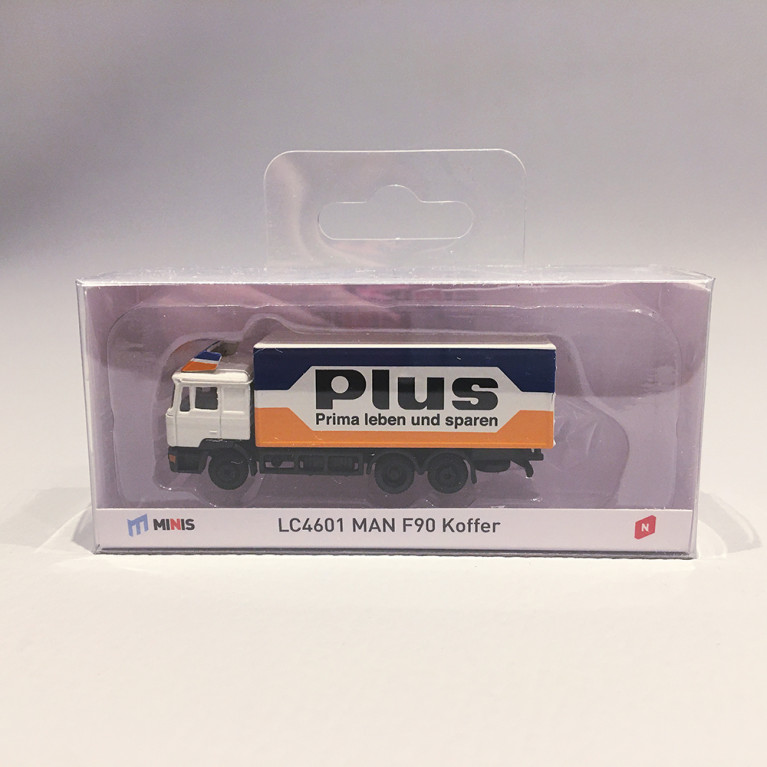 Plus
Prima leben und sparen
MINIS
LC4601 MAN F90 Koffer
N